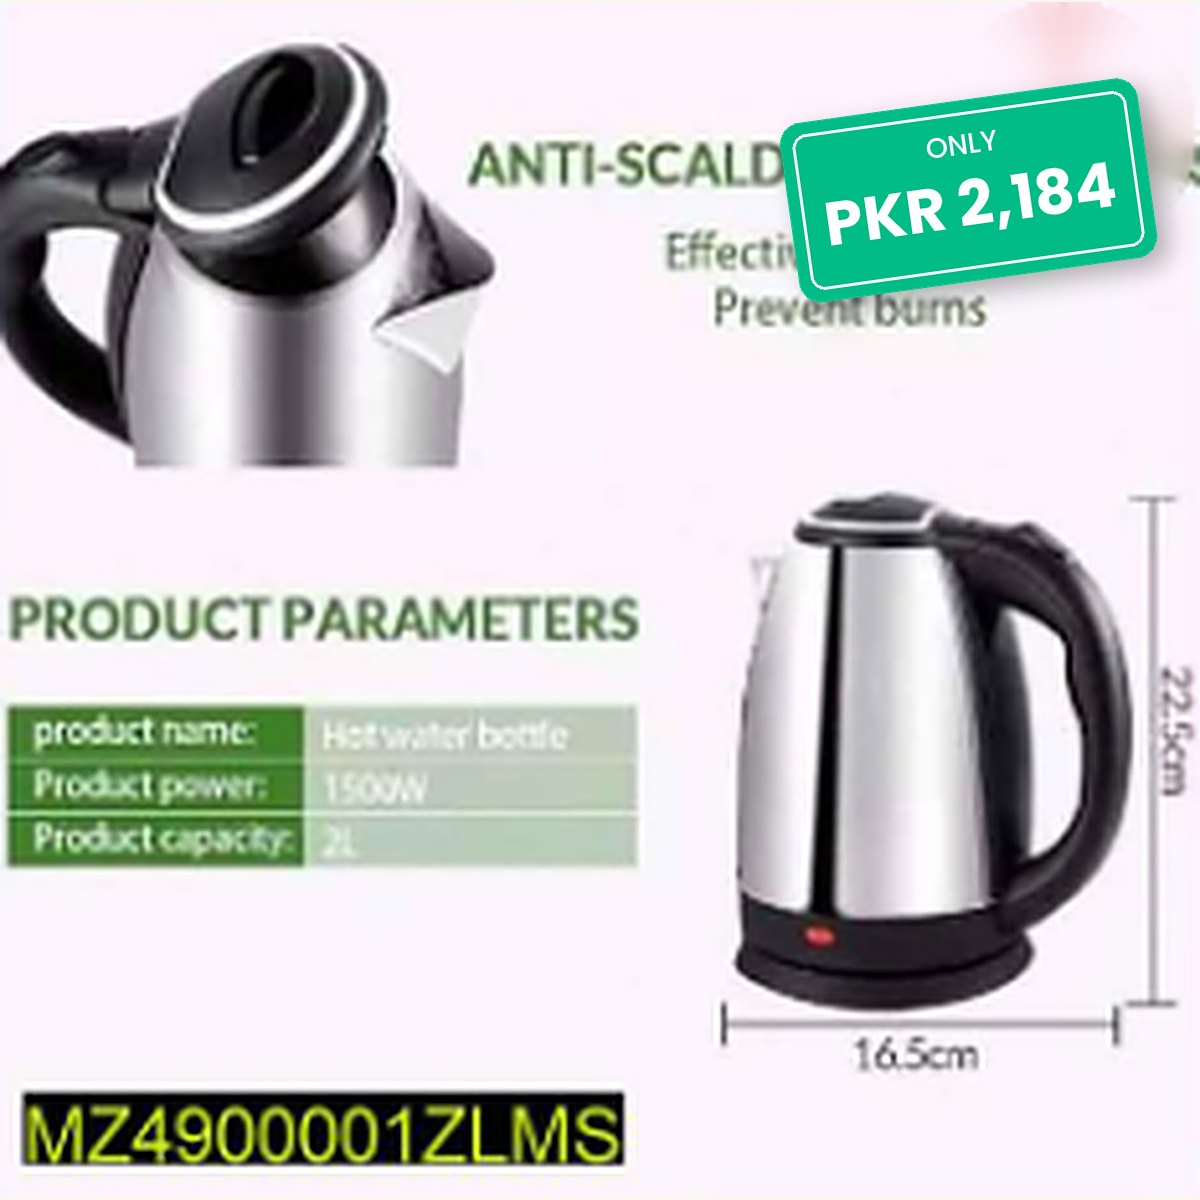 ANTI-SCALD
ONLY
PKR 2,184
Prevent burns
PRODUCT PARAMETERS
product name: Hot water bottle
Product power: 1500W
Product capacity: 2L
22.5cm
16.5cm
MZ4900001ZLMS